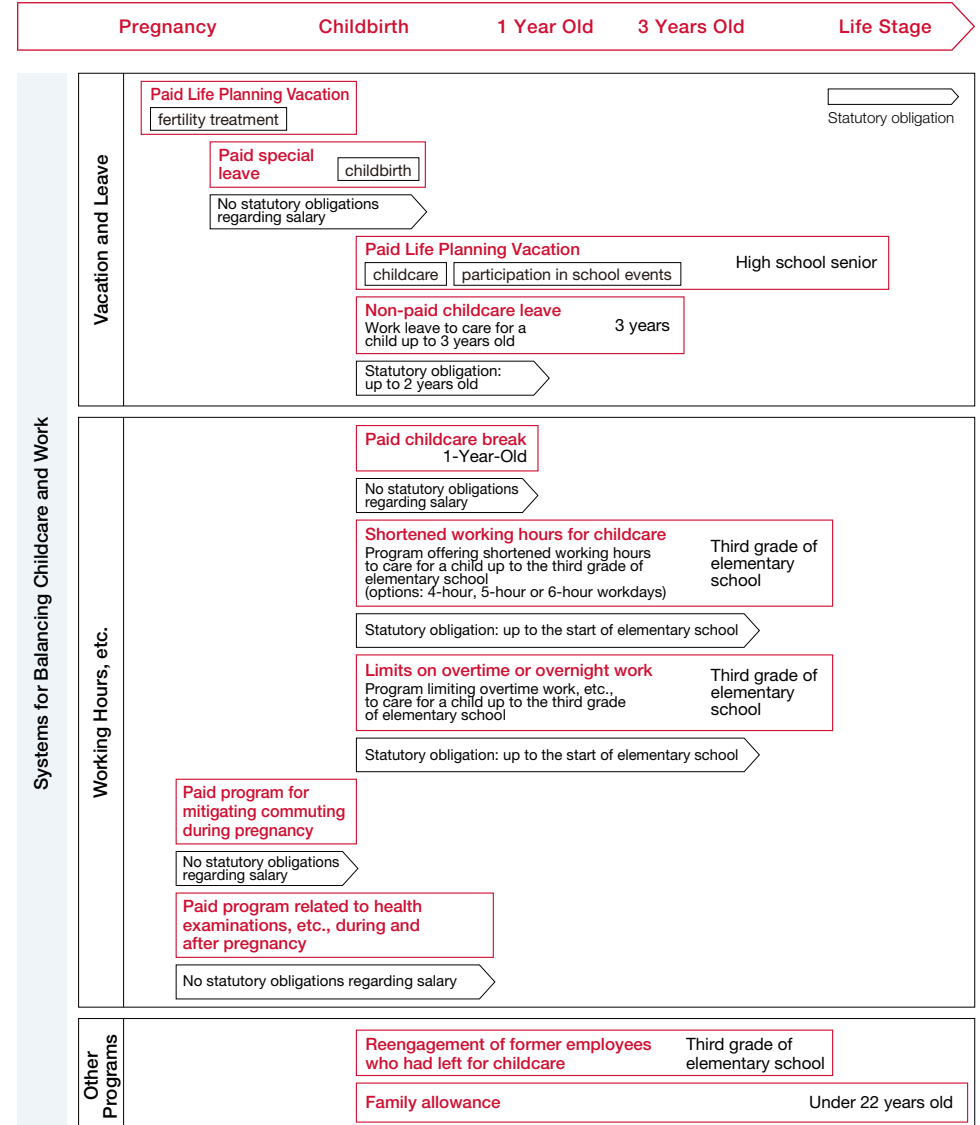 Pregnancy
Childbirth
1 Year Old
3 Years Old
Life Stage
Systems for Balancing Childcare and Work
Vacation and Leave
Paid Life Planning Vacation
fertility treatment
Statutory obligation
Paid special
leave
childbirth
No statutory obligations
regarding salary
Paid Life Planning Vacation
childcare
participation in school events
High school senior
Non-paid childcare leave
Work leave to care for a
child up to 3 years old
3 years
Statutory obligation:
up to 2 years old
Working Hours, etc.
Paid childcare break
1-Year-Old
No statutory obligations
regarding salary
Shortened working hours for childcare
Program offering shortened working hours
to care for a child up to the third grade of
elementary school
(options: 4-hour, 5-hour or 6-hour workdays)
Third grade of
elementary
school
Statutory obligation: up to the start of elementary school
Limits on overtime or overnight work
Program limiting overtime work, etc.,
to care for a child up to the third grade
of elementary school
Third grade of
elementary
school
Statutory obligation: up to the start of elementary school
Paid program for
mitigating commuting
during pregnancy
No statutory obligations
regarding salary
Paid program related to health
examinations, etc., during and
after pregnancy
No statutory obligations regarding salary
Other
Programs
Reengagement of former employees
who had left for childcare
Third grade of
elementary school
Family allowance
Under 22 years old